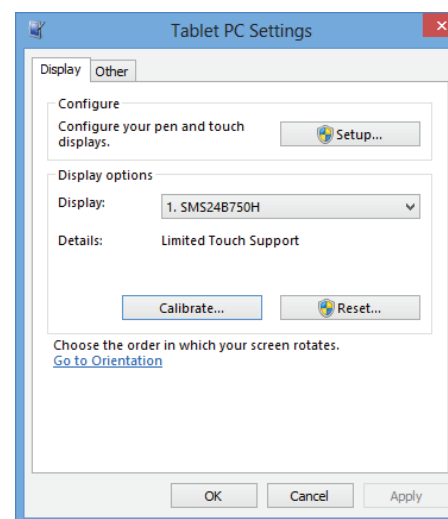 Tablet PC Settings
Display Other
Configure
Configure your pen and touch
displays.
Setup...
Display options
Display: 1. SMS24B750H
Details: Limited Touch Support
Calibrate... Reset...
Choose the order in which your screen rotates.
Go to Orientation
OK Cancel Apply